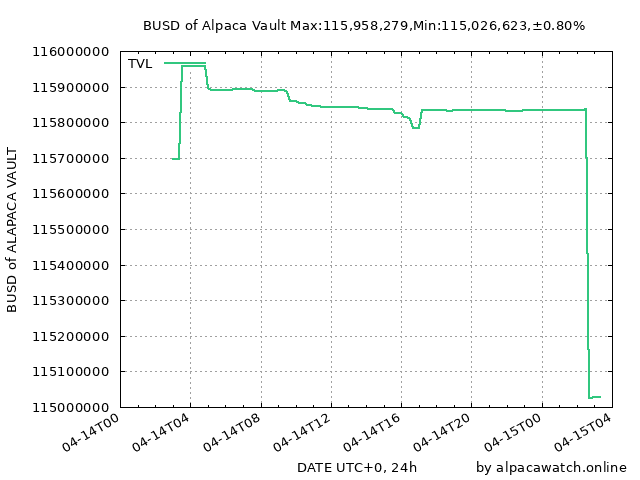 BUSD of Alpaca Vault Max:115,958,279,Min:115,026,623,±0.80%
TVL
116000000
115900000
115800000
115700000
115600000
115500000
115400000
115300000
115200000
115100000
115000000
BUSD of ALAPACA VAULT
04-14T00
04-14T04
04-14T08
04-14T12
04-14T16
04-14T20
04-15T00
04-15T04
DATE UTC+0, 24h
by alpacawatch.online